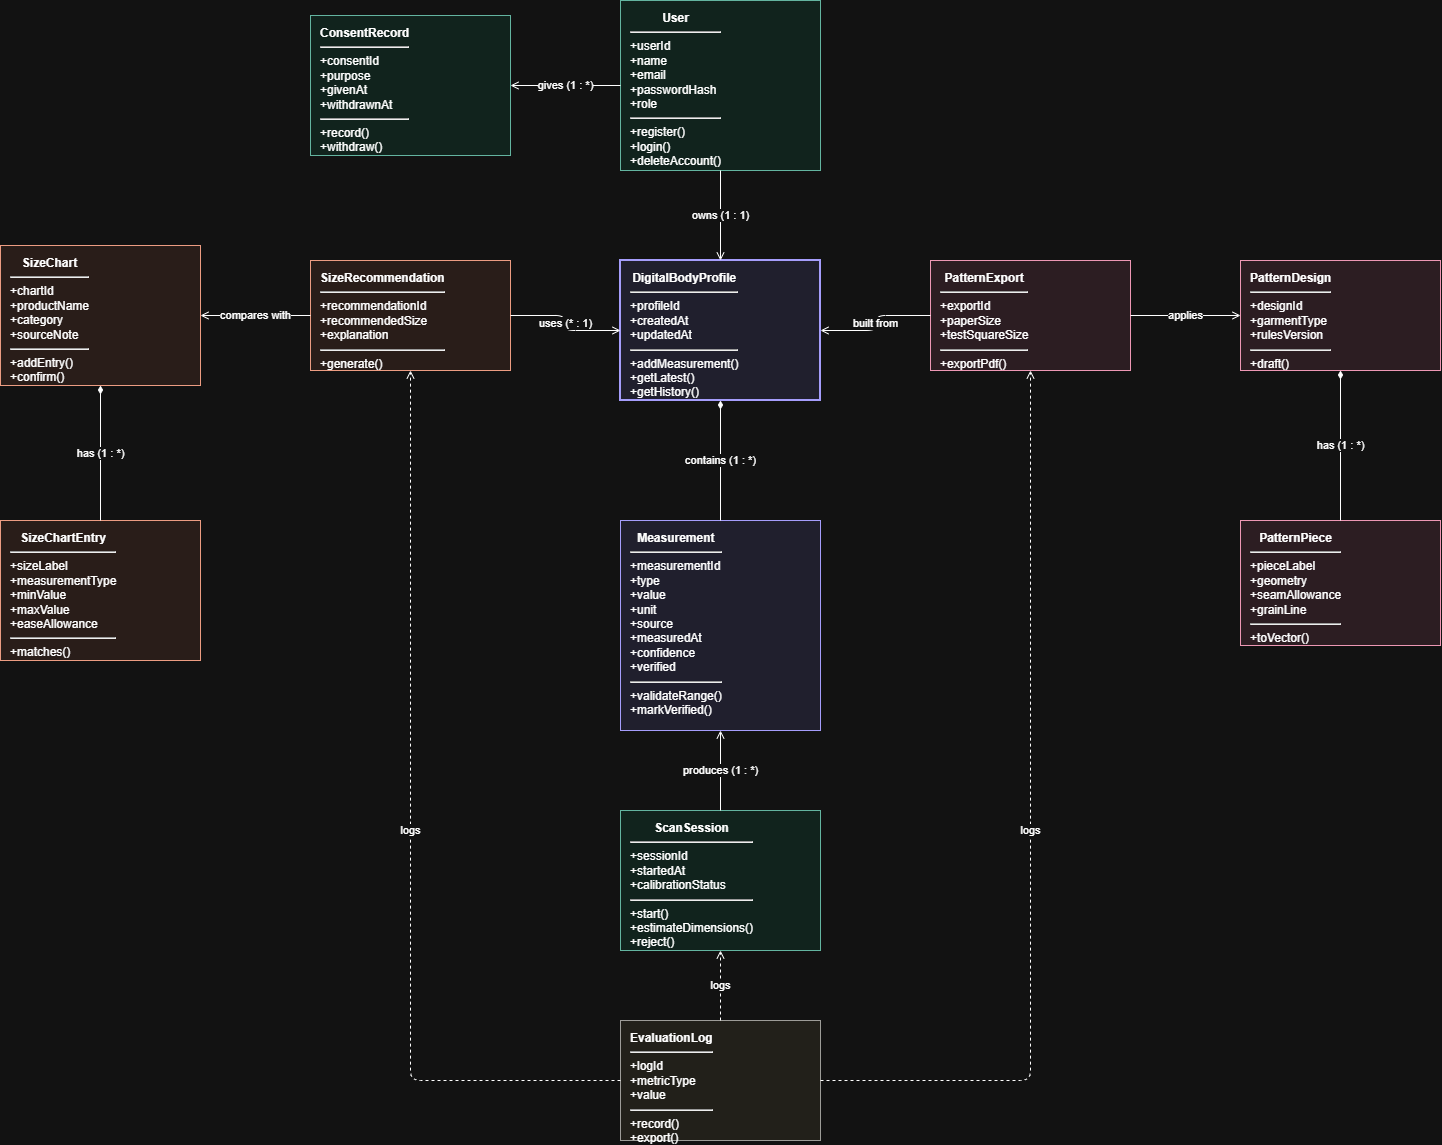 User
+userId
+name
+email
+passwordHash
+role
+register()
+login()
+deleteAccount()
ConsentRecord
+consentId
+purpose
+givenAt
+withdrawnAt
+record()
+withdraw()
gives (1 : *)
owns (1 : 1)
SizeChart
+chartId
+productName
+category
+sourceNote
+addEntry()
+confirm()
compares with
SizeRecommendation
+recommendationId
+recommendedSize
+explanation
+generate()
uses (* : 1)
DigitalBodyProfile
+profileId
+createdAt
+updatedAt
+addMeasurement()
+getLatest()
+getHistory()
built from
PatternExport
+exportId
+paperSize
+testSquareSize
+exportPdf()
applies
PatternDesign
+designId
+garmentType
+rulesVersion
+draft()
has (1 : *)
contains (1 : *)
has (1 : *)
SizeChartEntry
+sizeLabel
+measurementType
+minValue
+maxValue
+easeAllowance
+matches()
Measurement
+measurementId
+type
+value
+unit
+source
+measuredAt
+confidence
+verified
+validateRange()
+markVerified()
PatternPiece
+pieceLabel
+geometry
+seamAllowance
+grainLine
+toVector()
produces (1 : *)
logs
ScanSession
+sessionId
+startedAt
+calibrationStatus
+start()
+estimateDimensions()
+reject()
logs
logs
EvaluationLog
+logId
+metricType
+value
+record()
+export()